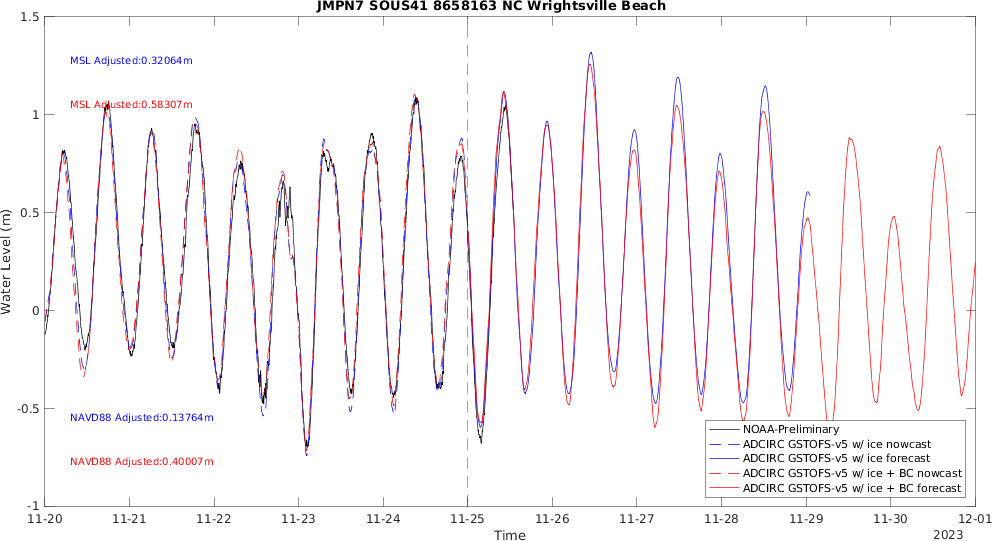 JMPN7 SOUS41 8658163 NC Wrightsville Beach
1.5
MSL Adjusted:0.32064m
MSL Adjusted:0.58307m
1
0.5
Water Level (m)
0
-0.5
NAVD88 Adjusted:0.13764m
NAVD88 Adjusted:0.40007m
NOAA-Preliminary
ADCIRC GSTOFS-v5 w/ ice nowcast
ADCIRC GSTOFS-v5 w/ ice forecast
ADCIRC GSTOFS-v5 w/ ice + BC nowcast
ADCIRC GSTOFS-v5 w/ ice + BC forecast
-1
11-20 11-21 11-22 11-23 11-24 11-25 11-26 11-27 11-28 11-29 11-30 12-01
Time
2023